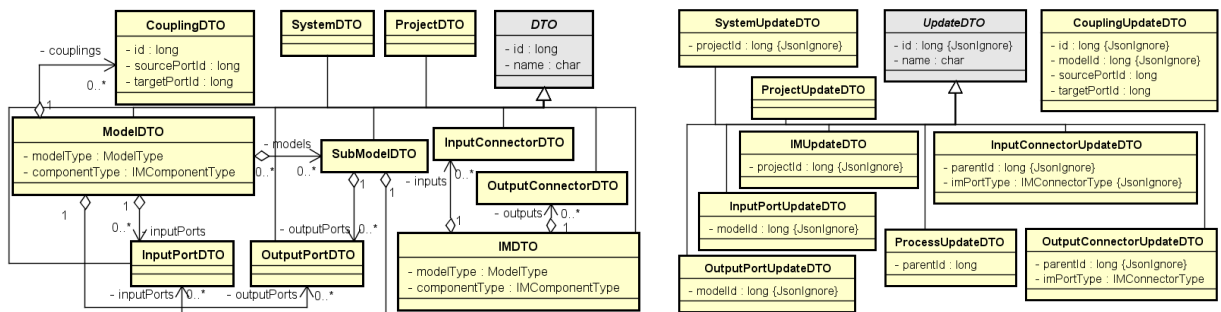 CouplingDTO
- id : long
- sourcePortId : long
- targetPortId : long
SystemDTO
ProjectDTO
DTO
- id : long
- name : char
- couplings
0..*
1
ModelDTO
- modelType : ModelType
- componentType : IMComponentType
- models
0..*
0..*
SubModelDTO
InputConnectorDTO
- inputs
0..*
1
OutputConnectorDTO
- outputs
0..*
1
1
1
1
1
0..*
- inputPorts
0..*
- outputPorts
InputPortDTO
OutputPortDTO
- inputPorts
0..*
- outputPorts
0..*
IMDTO
- modelType : ModelType
- componentType : IMComponentType
SystemUpdateDTO
- projectId : long {JsonIgnore}
UpdateDTO
- id : long {JsonIgnore}
- name : char
CouplingUpdateDTO
- id : long {JsonIgnore}
- modelId : long {JsonIgnore}
- sourcePortId : long
- targetPortId : long
ProjectUpdateDTO
IMUpdateDTO
- projectId : long {JsonIgnore}
InputConnectorUpdateDTO
- parentId : long {JsonIgnore}
- imPortType : IMConnectorType {JsonIgnore}
InputPortUpdateDTO
- modelId : long {JsonIgnore}
ProcessUpdateDTO
- parentId : long
OutputConnectorUpdateDTO
- parentId : long {JsonIgnore}
- imPortType : IMConnectorType
OutputPortUpdateDTO
- modelId : long {JsonIgnore}